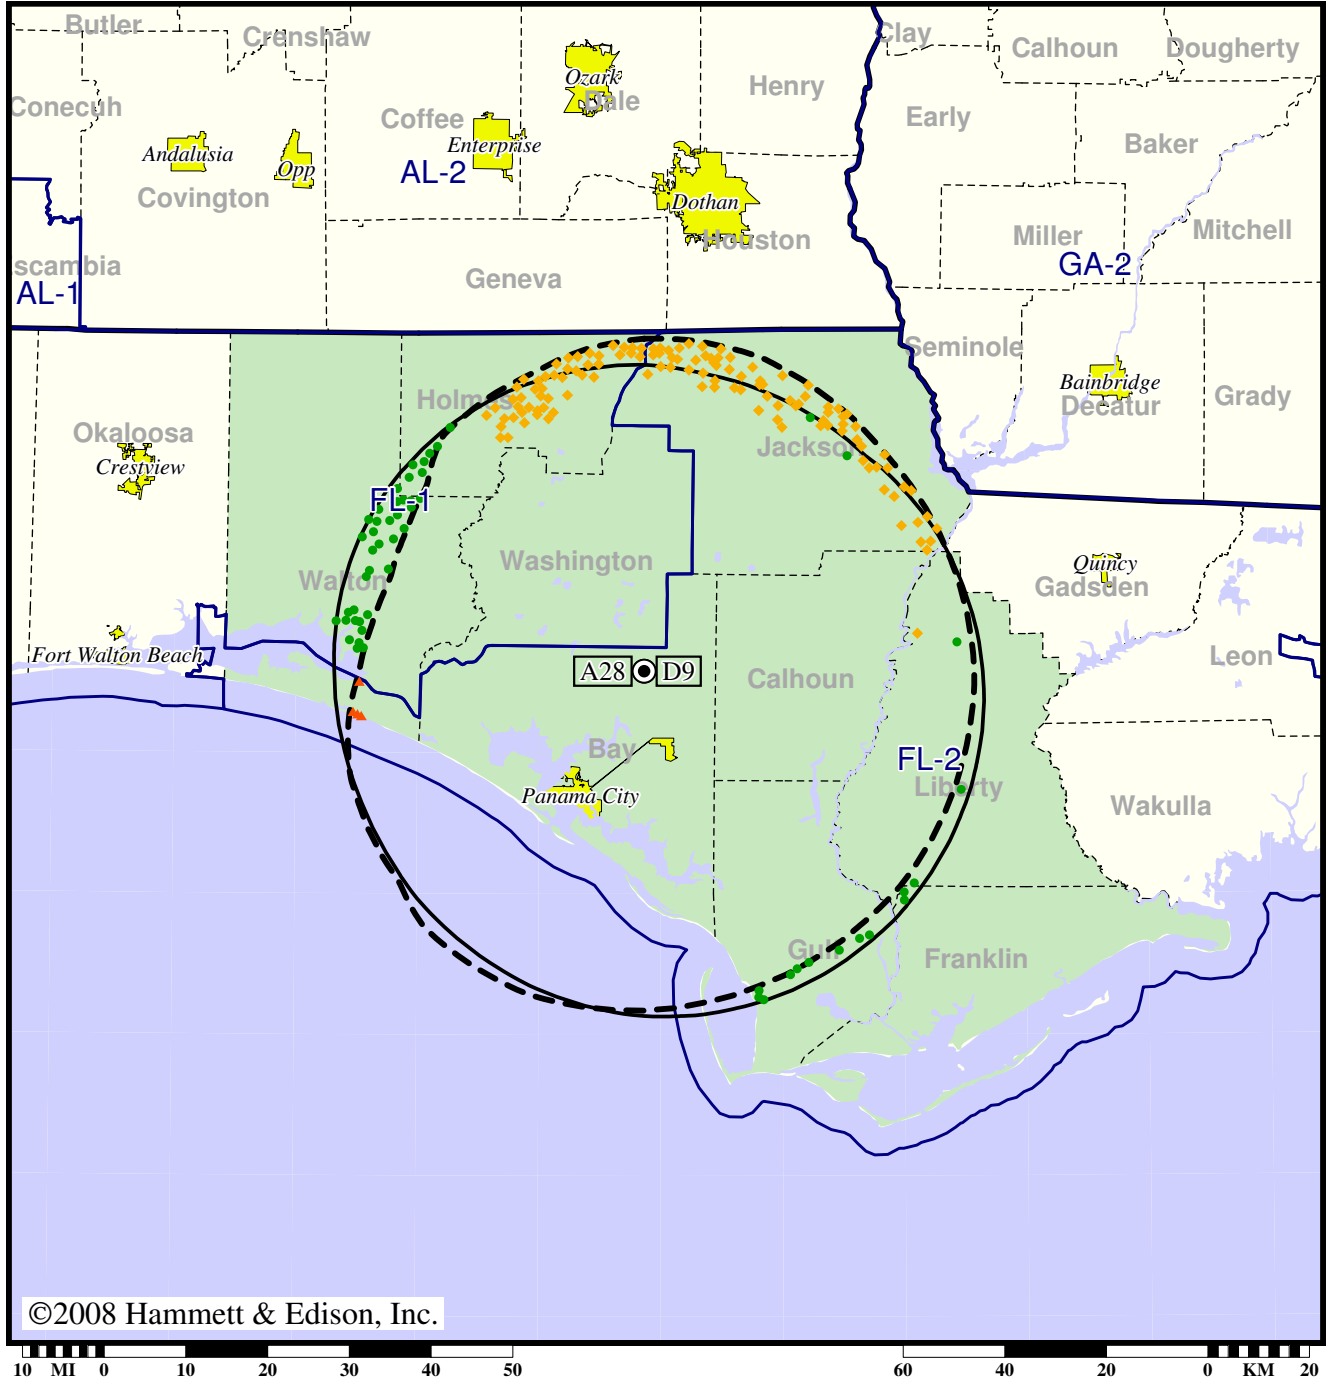 Butler
Crenshaw
Clay
Calhoun
Dougherty
Conecuh
Coffee
Ozark
Dale
Henry
Early
Baker
Andalusia
Opp
Enterprise
AL-2
Covington
Dothan
Houston
Miller
Mitchell
scambia
AL-1
Geneva
GA-2
Seminole
Bainbridge
Decatur
Grady
Holmes
Okaloosa
Crestview
Jackson
FL-1
Washington
Walton
Quincy
Gadsden
Fort Walton Beach
Leon
A28 D9
Calhoun
Bay
FL-2
Liberty
Panama City
Wakulla
Gulf
Franklin
©2008 Hammett & Edison, Inc.
10 MI 0 10 20 30 40 50 60 40 20 0 KM 20